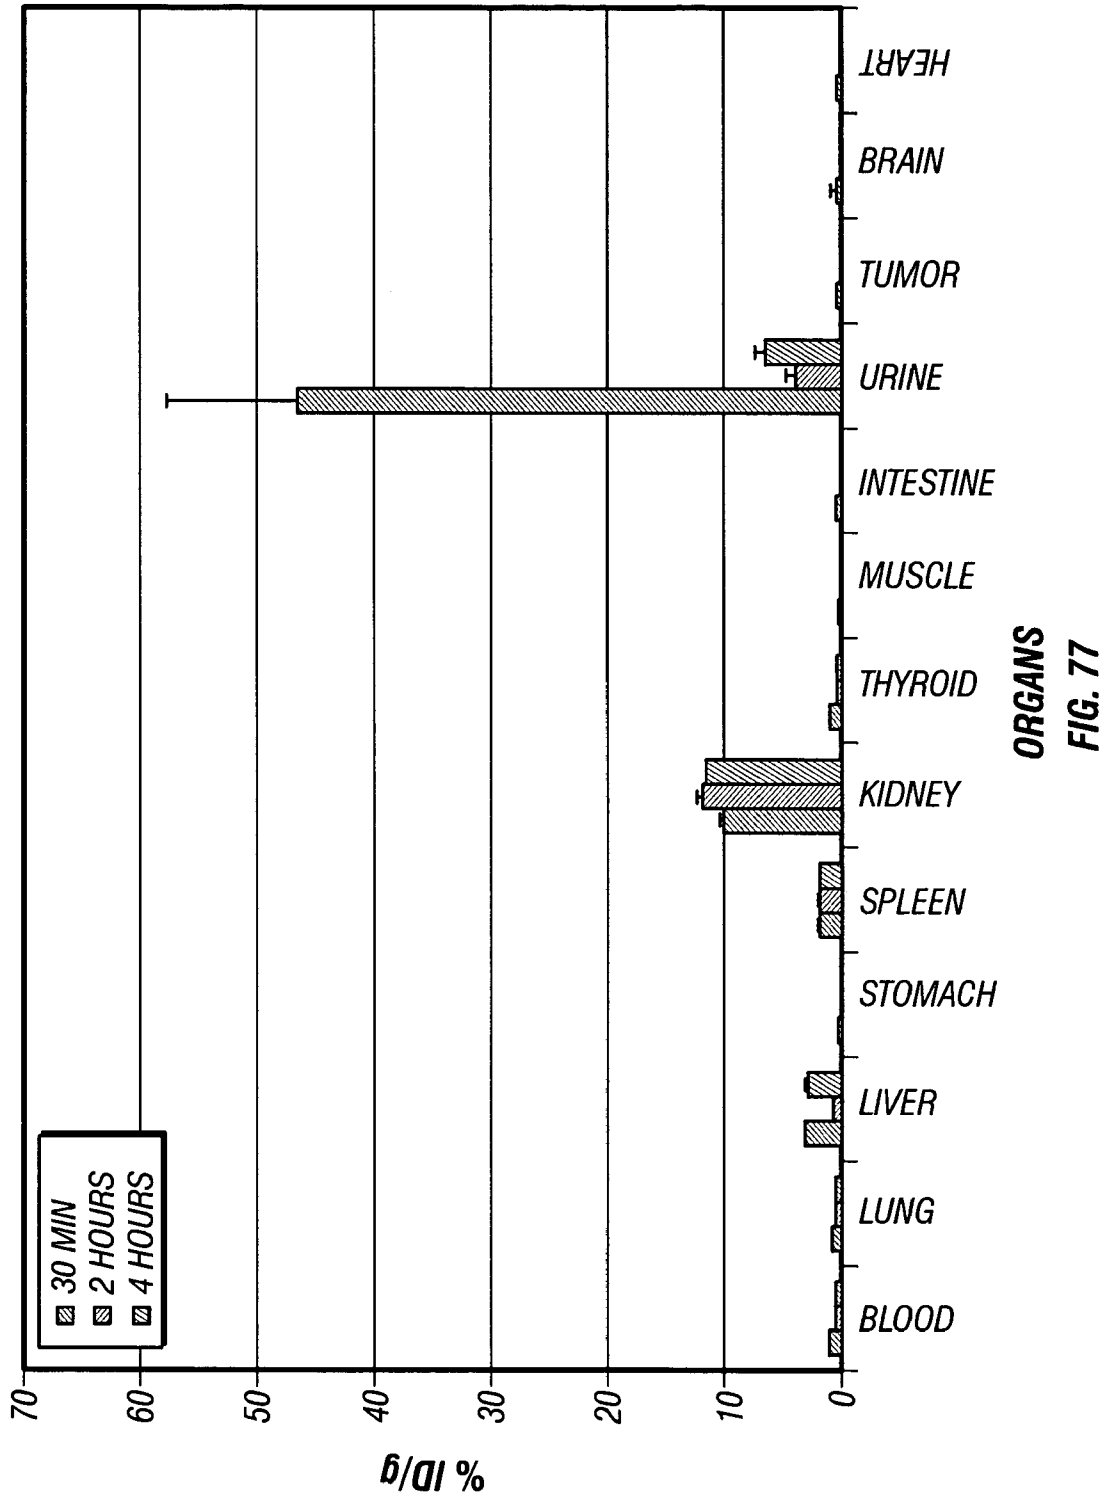 % ID/g
70
60
50
40
30
20
10
0
30 MIN
2 HOURS
4 HOURS
BLOOD
LUNG
LIVER
STOMACH
SPLEEN
KIDNEY
THYROID
MUSCLE
INTESTINE
URINE
TUMOR
BRAIN
HEART
ORGANS
FIG. 77